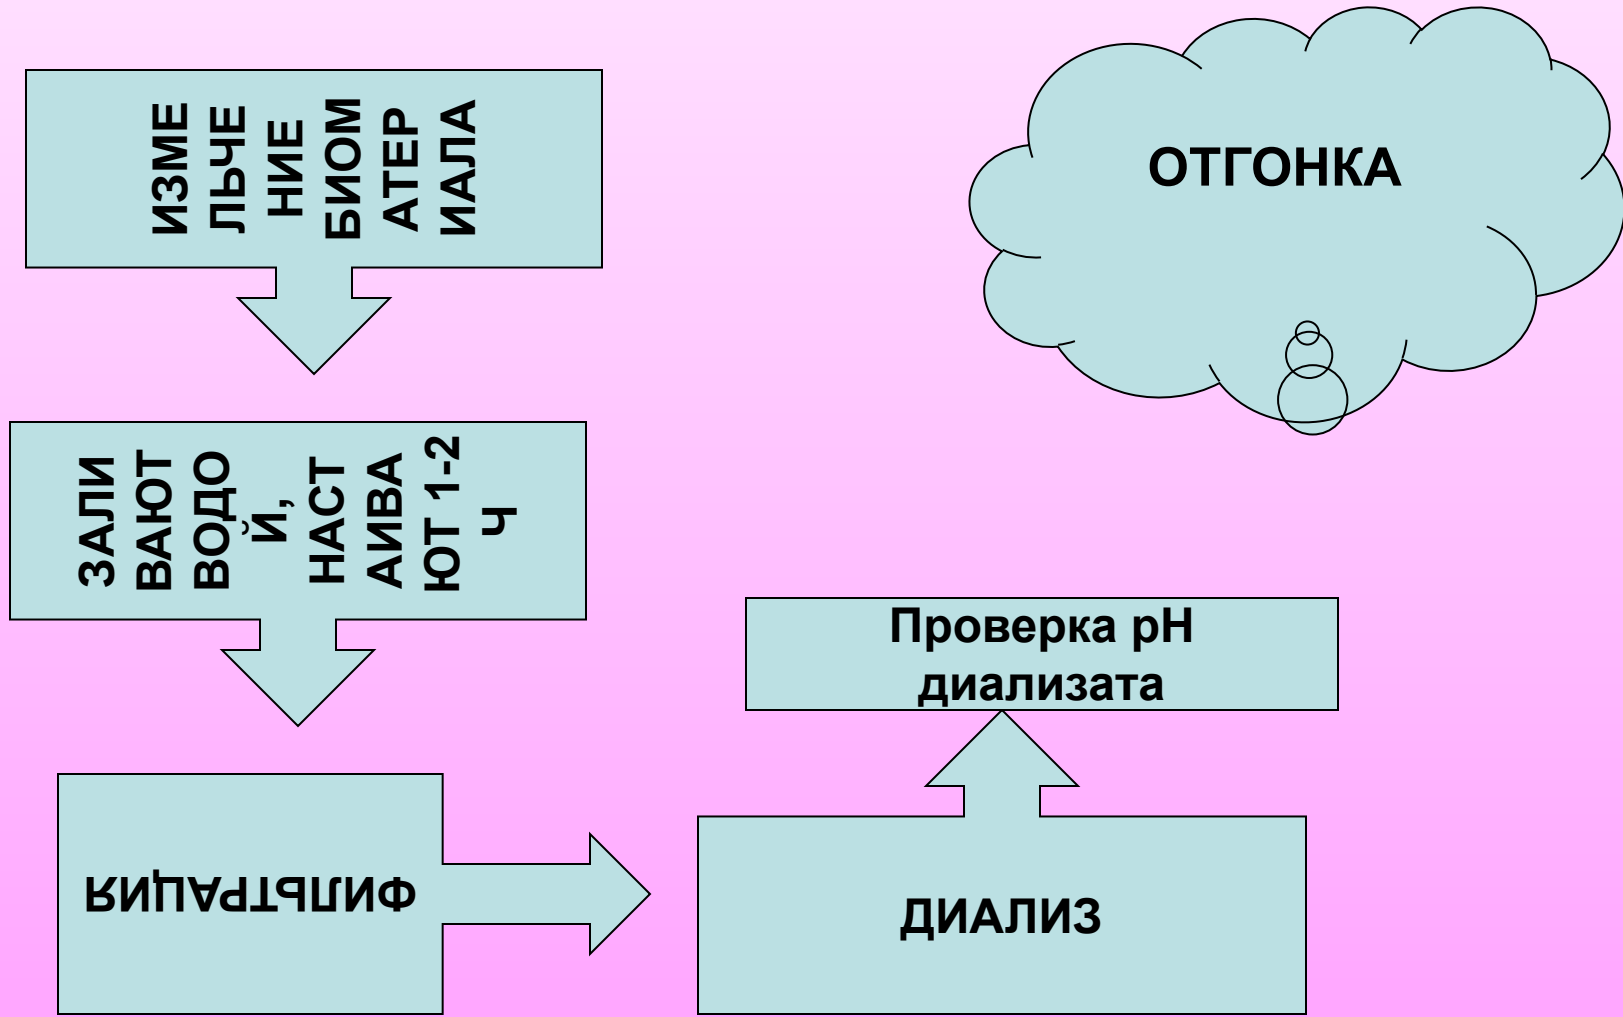 ИЗМЕ
ЛЬЧЕ
НИЕ
БИОМ
АТЕР
ИАЛА
ЗАЛИ
ВАЮТ
ВОДО
Й,
НАСТ
АИВА
ЮТ 1-2
Ч
ФИЛЬТРАЦИЯ
ДИАЛИЗ
Проверка рН
диализата
ОТГОНКА